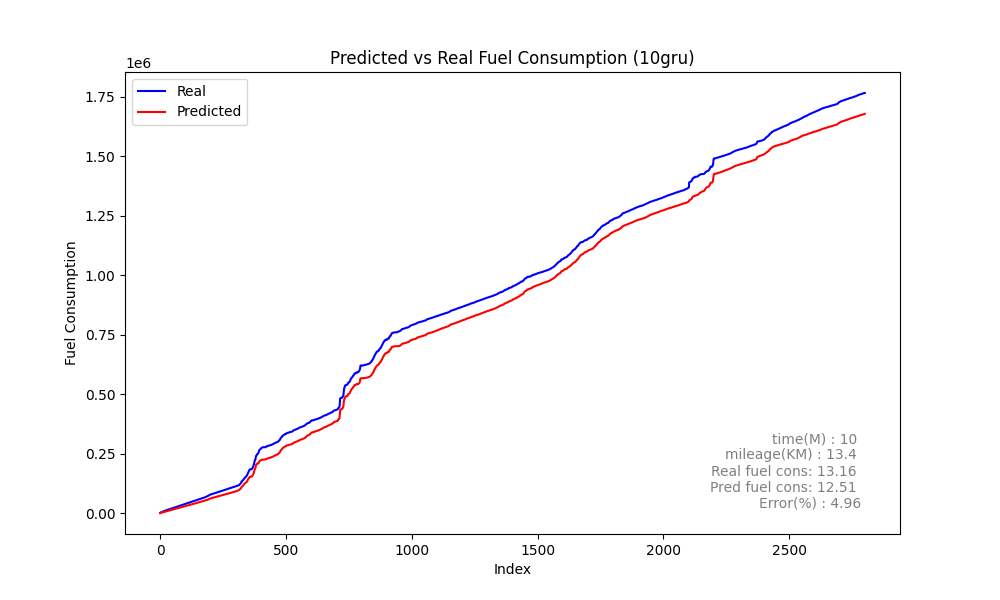 Predicted vs Real Fuel Consumption (10gru)
1e6
Real
Predicted
1.75
1.50
1.25
1.00
0.75
0.50
0.25
0.00
Fuel Consumption
time(M) : 10
mileage(KM) : 13.4
Real fuel cons: 13.16
Pred fuel cons: 12.51
Error(%) : 4.96
0 500 1000 1500 2000 2500
Index